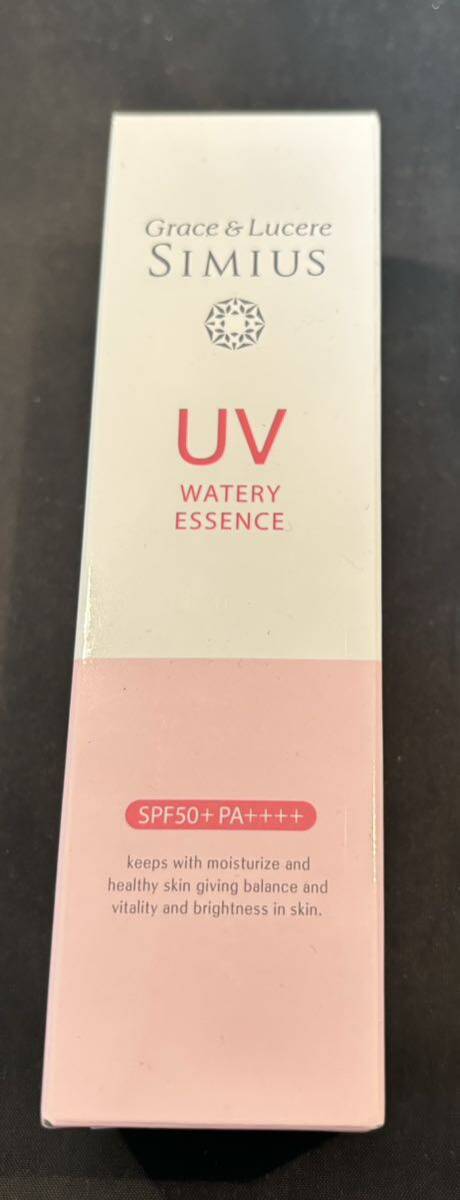 Grace & Lucere
SIMIUS
UV
WATERY
ESSENCE
SPF50+ PA++++
keeps with moisturize and
healthy skin giving balance and
vitality and brightness in skin.